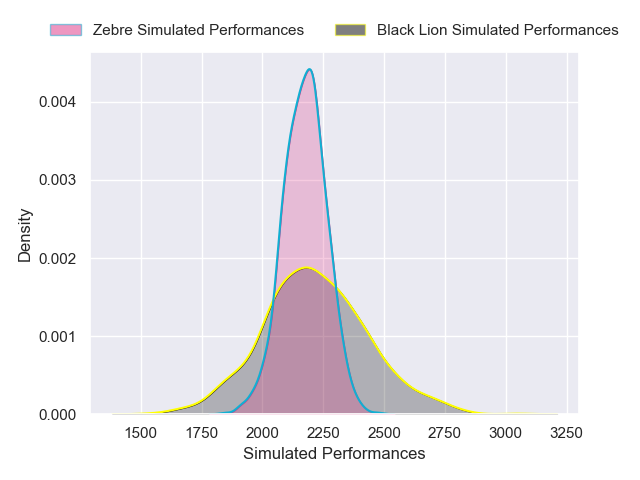 Zebre Simulated Performances
Black Lion Simulated Performances
0.004
0.003
0.002
0.001
0.000
Density
1500 1750 2000 2250 2500 2750 3000 3250
Simulated Performances